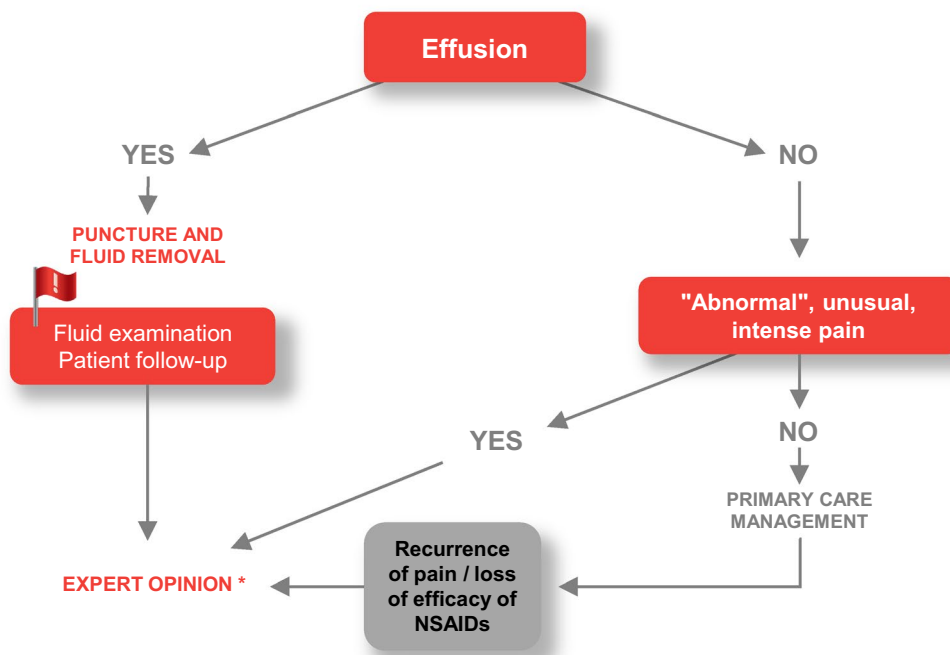 Effusion
YES
NO
PUNCTURE AND
FLUID REMOVAL
!
Fluid examination
Patient follow-up
"Abnormal", unusual,
intense pain
YES
NO
PRIMARY CARE
MANAGEMENT
Recurrence
of pain / loss
of efficacy of
NSAIDs
EXPERT OPINION *